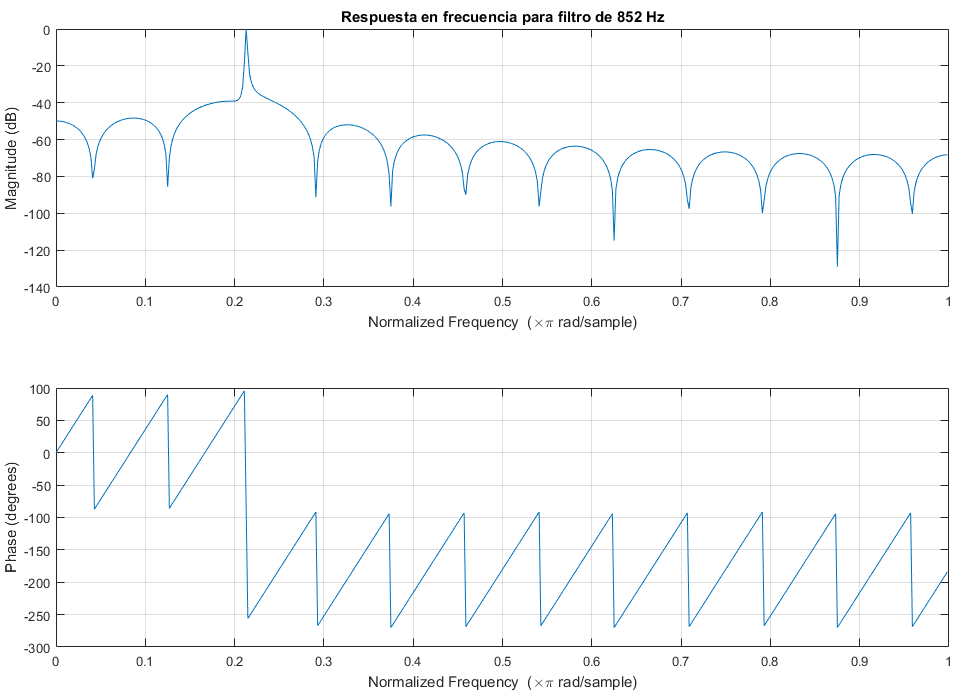 Respuesta en frecuencia para filtro de 852 Hz
0
-20
-40
-60
-80
-100
-120
-140
Magnitude (dB)
0 0.1 0.2 0.3 0.4 0.5 0.6 0.7 0.8 0.9 1
Normalized Frequency (×π rad/sample)
100
50
0
-50
-100
-150
-200
-250
-300
Phase (degrees)
0 0.1 0.2 0.3 0.4 0.5 0.6 0.7 0.8 0.9 1
Normalized Frequency (×π rad/sample)